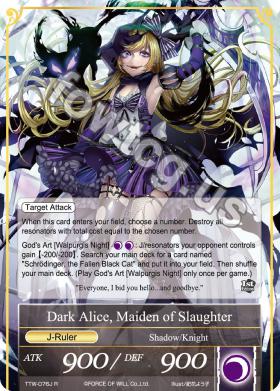 Target Attack
When this card enters your field, choose a number. Destroy all
resonators with total cost equal to the chosen number.
God's Art [Walpurgis Night] : J/resonators your opponent controls
gain [-200/-200]. Search your main deck for a card named
"Schrödinger, the Fallen Black Cat" and put it into your field. Then shuffle
your main deck. (Play God's Art [Walpurgis Night] only once per game.)
"Everyone, I bid you hello...and goodbye."
1st
Edition
Dark Alice, Maiden of Slaughter
J-Ruler
Shadow/Knight
ATK 900/ DEF 900
TTW-076J R
©FORCE OF WILL Co.,Ltd.